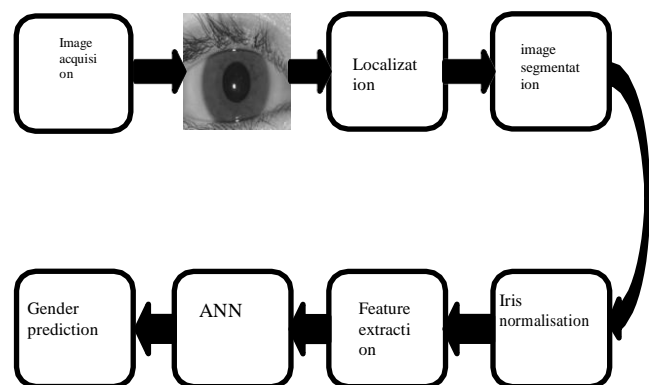 Image
acquisi
on
Localizat
ion
image
segmentat
ion
Gender
prediction
ANN
Feature
extracti
on
Iris
normalisation